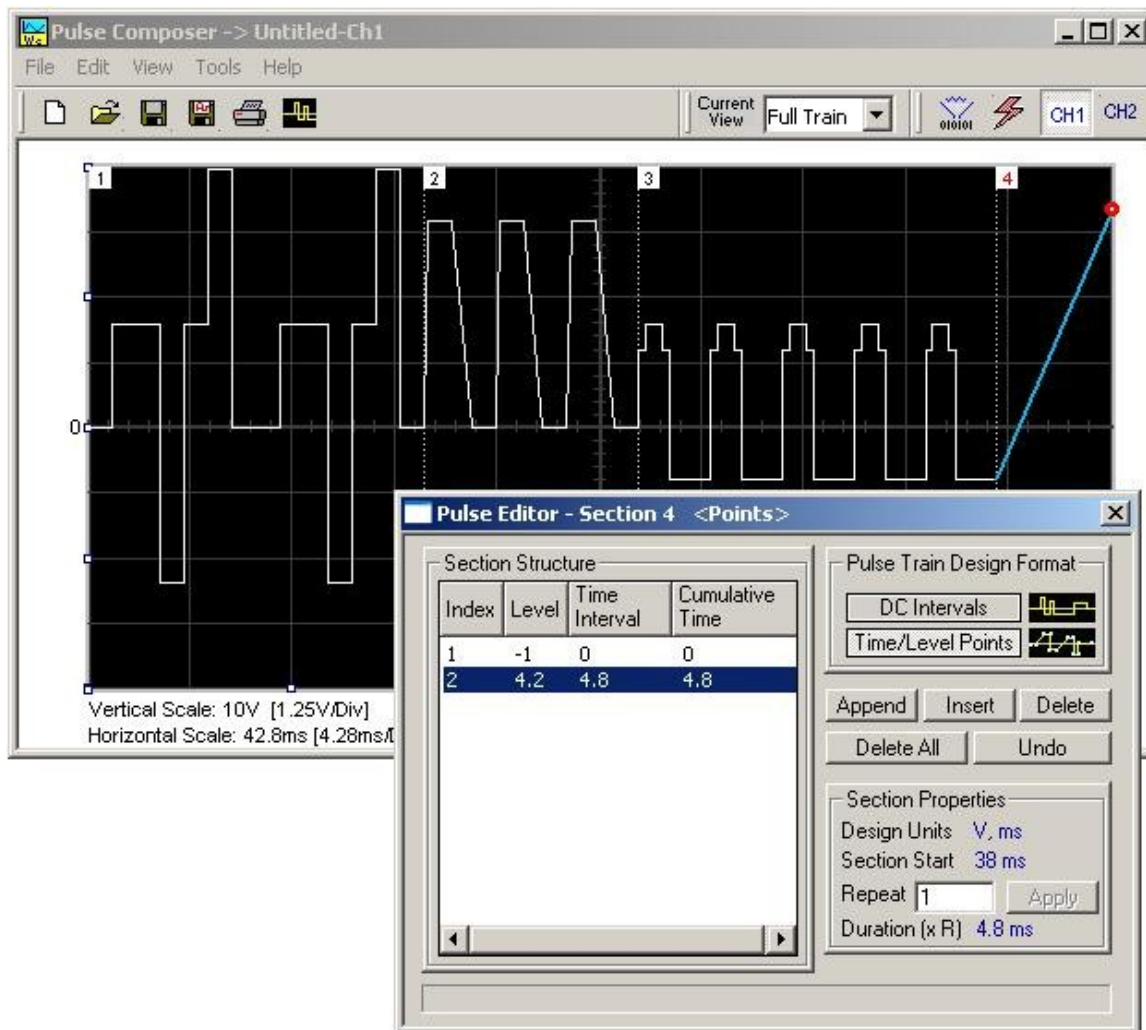 Pulse Composer -> Untitled-Ch1
File Edit View Tools Help
Current View Full Train
010101
CH1 CH2
1 2 3 4
0
Vertical Scale: 10V [1.25V/Div]
Horizontal Scale: 42.8ms [4.28ms/
Pulse Editor - Section 4 <Points>
Section Structure
Index Level Time Interval Cumulative Time
1 -1 0 0
2 4.2 4.8 4.8
Pulse Train Design Format
DC Intervals
Time/Level Points
Append Insert Delete
Delete All Undo
Section Properties
Design Units V, ms
Section Start 38 ms
Repeat 1 Apply
Duration (x R) 4.8 ms